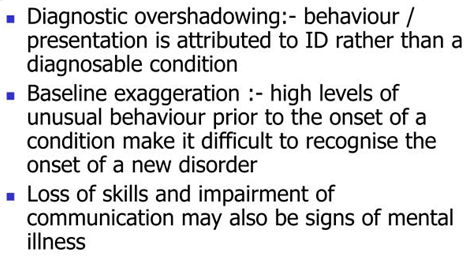 Diagnostic overshadowing:- behaviour /
presentation is attributed to ID rather than a
diagnosable condition
Baseline exaggeration :- high levels of
unusual behaviour prior to the onset of a
condition make it difficult to recognise the
onset of a new disorder
Loss of skills and impairment of
communication may also be signs of mental
illness